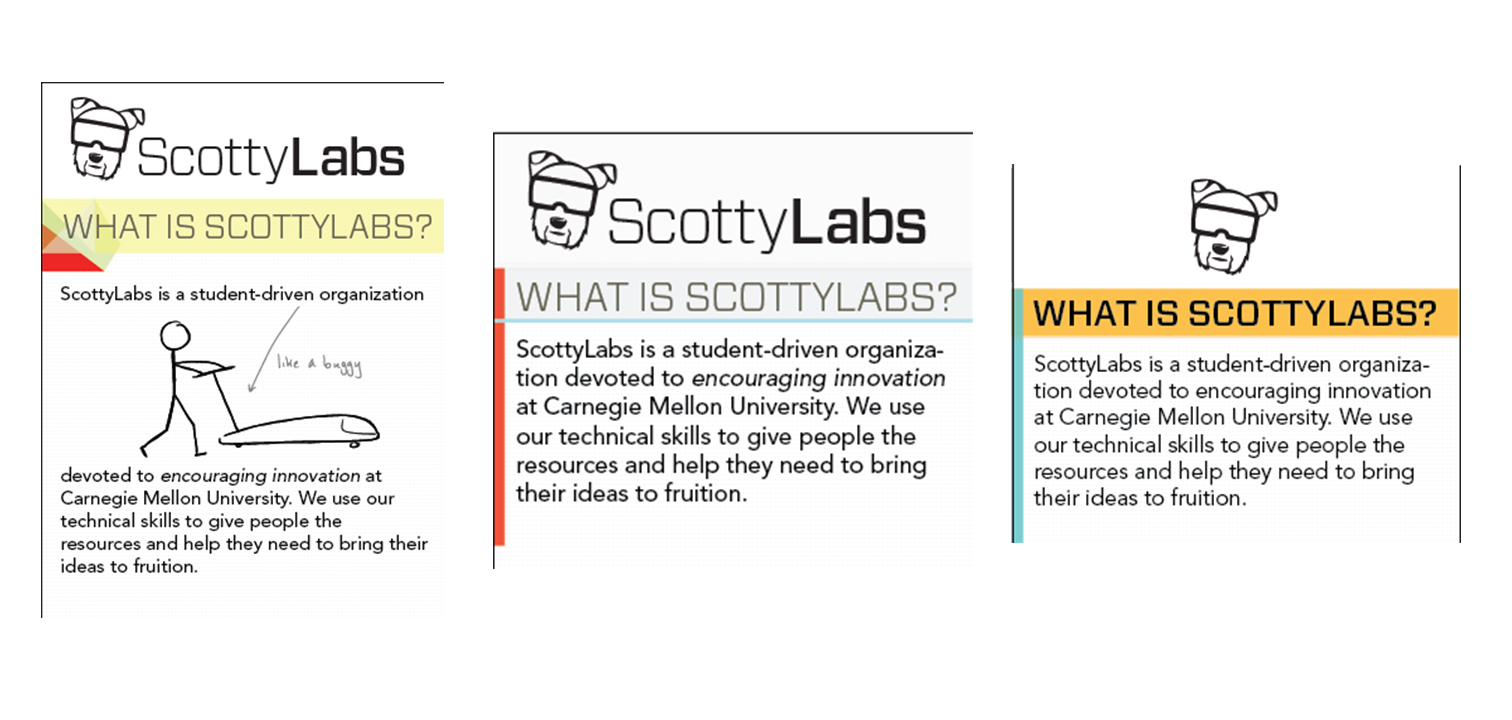 ScottyLabs
WHAT IS SCOTTYLABS?
ScottyLabs is a student-driven organization
like a buggy
devoted to encouraging innovation at
Carnegie Mellon University. We use our
technical skills to give people the
resources and help they need to bring their
ideas to fruition.
ScottyLabs
WHAT IS SCOTTYLABS?
ScottyLabs is a student-driven organiza-
tion devoted to encouraging innovation
at Carnegie Mellon University. We use
our technical skills to give people the
resources and help they need to bring
their ideas to fruition.
WHAT IS SCOTTYLABS?
ScottyLabs is a student-driven organiza-
tion devoted to encouraging innovation
at Carnegie Mellon University. We use
our technical skills to give people the
resources and help they need to bring
their ideas to fruition.